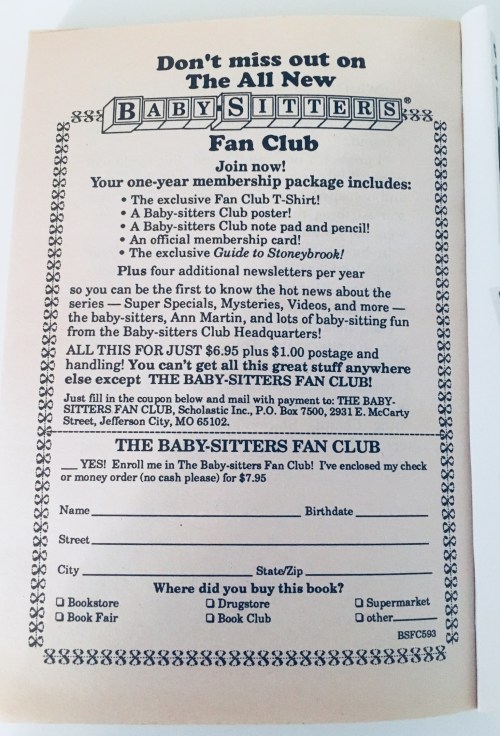 Don't miss out on
The All New
BABY-SITTERS®
Fan Club
Join now!
Your one-year membership package includes:
• The exclusive Fan Club T-Shirt!
• A Baby-sitters Club poster!
• A Baby-sitters Club note pad and pencil!
• An official membership card!
• The exclusive Guide to Stoneybrook!
Plus four additional newsletters per year
so you can be the first to know the hot news about the
series — Super Specials, Mysteries, Videos, and more —
the baby-sitters, Ann Martin, and lots of baby-sitting fun
from the Baby-sitters Club Headquarters!
ALL THIS FOR JUST $6.95 plus $1.00 postage and
handling! You can't get all this great stuff anywhere
else except THE BABY-SITTERS FAN CLUB!
Just fill in the coupon below and mail with payment to: THE BABY-
SITTERS FAN CLUB, Scholastic Inc., P.O. Box 7500, 2931 E. McCarty
Street, Jefferson City, MO 65102.
THE BABY-SITTERS FAN CLUB
___ YES! Enroll me in The Baby-sitters Fan Club! I've enclosed my check
or money order (no cash please) for $7.95
Name ___ Birthdate ___
Street ___
City ___ State/Zip ___
Where did you buy this book?
❑ Bookstore ❑ Drugstore ❑ Supermarket
❑ Book Fair ❑ Book Club ❑ other ___
BSFC593